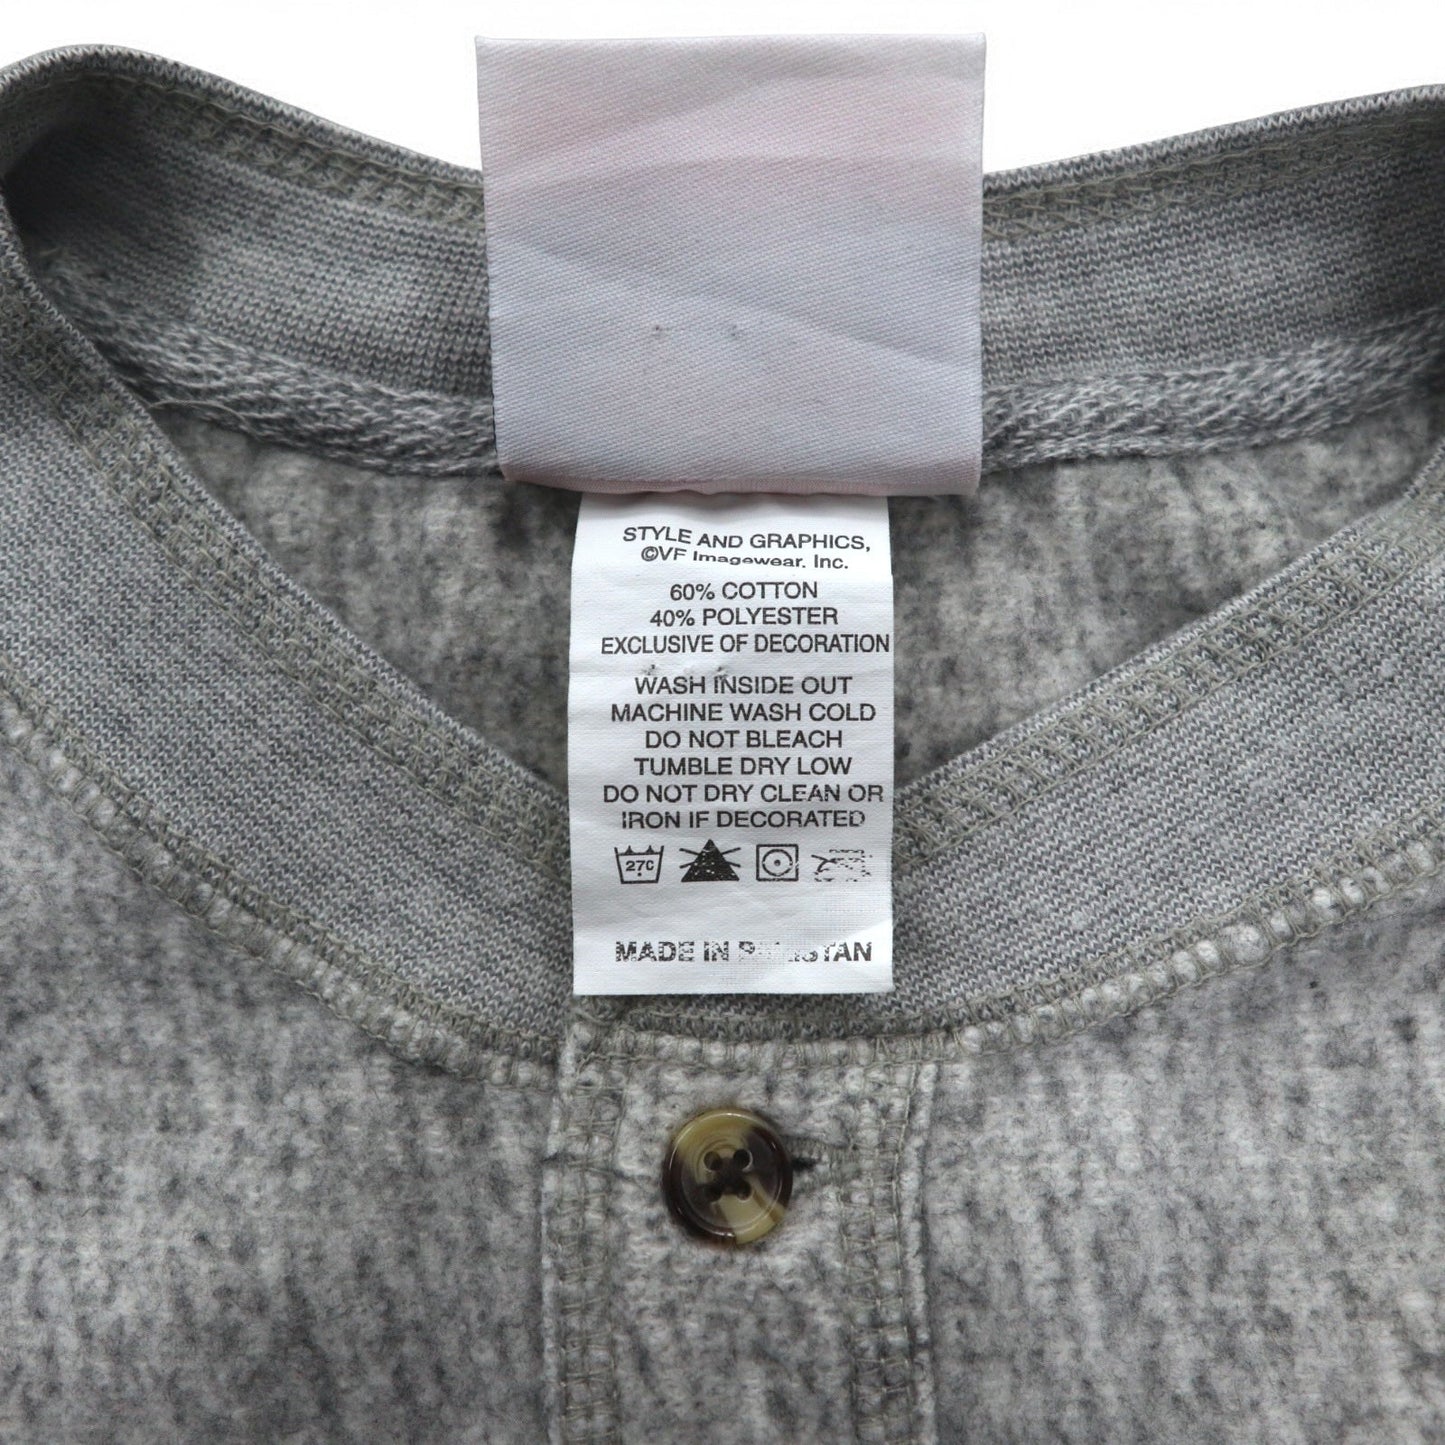 STYLE AND GRAPHICS,
©VF Imagewear, Inc.
60% COTTON
40% POLYESTER
EXCLUSIVE OF DECORATION
WASH INSIDE OUT
MACHINE WASH COLD
DO NOT BLEACH
TUMBLE DRY LOW
DO NOT DRY CLEAN OR
IRON IF DECORATED
27C
MADE IN PAKISTAN